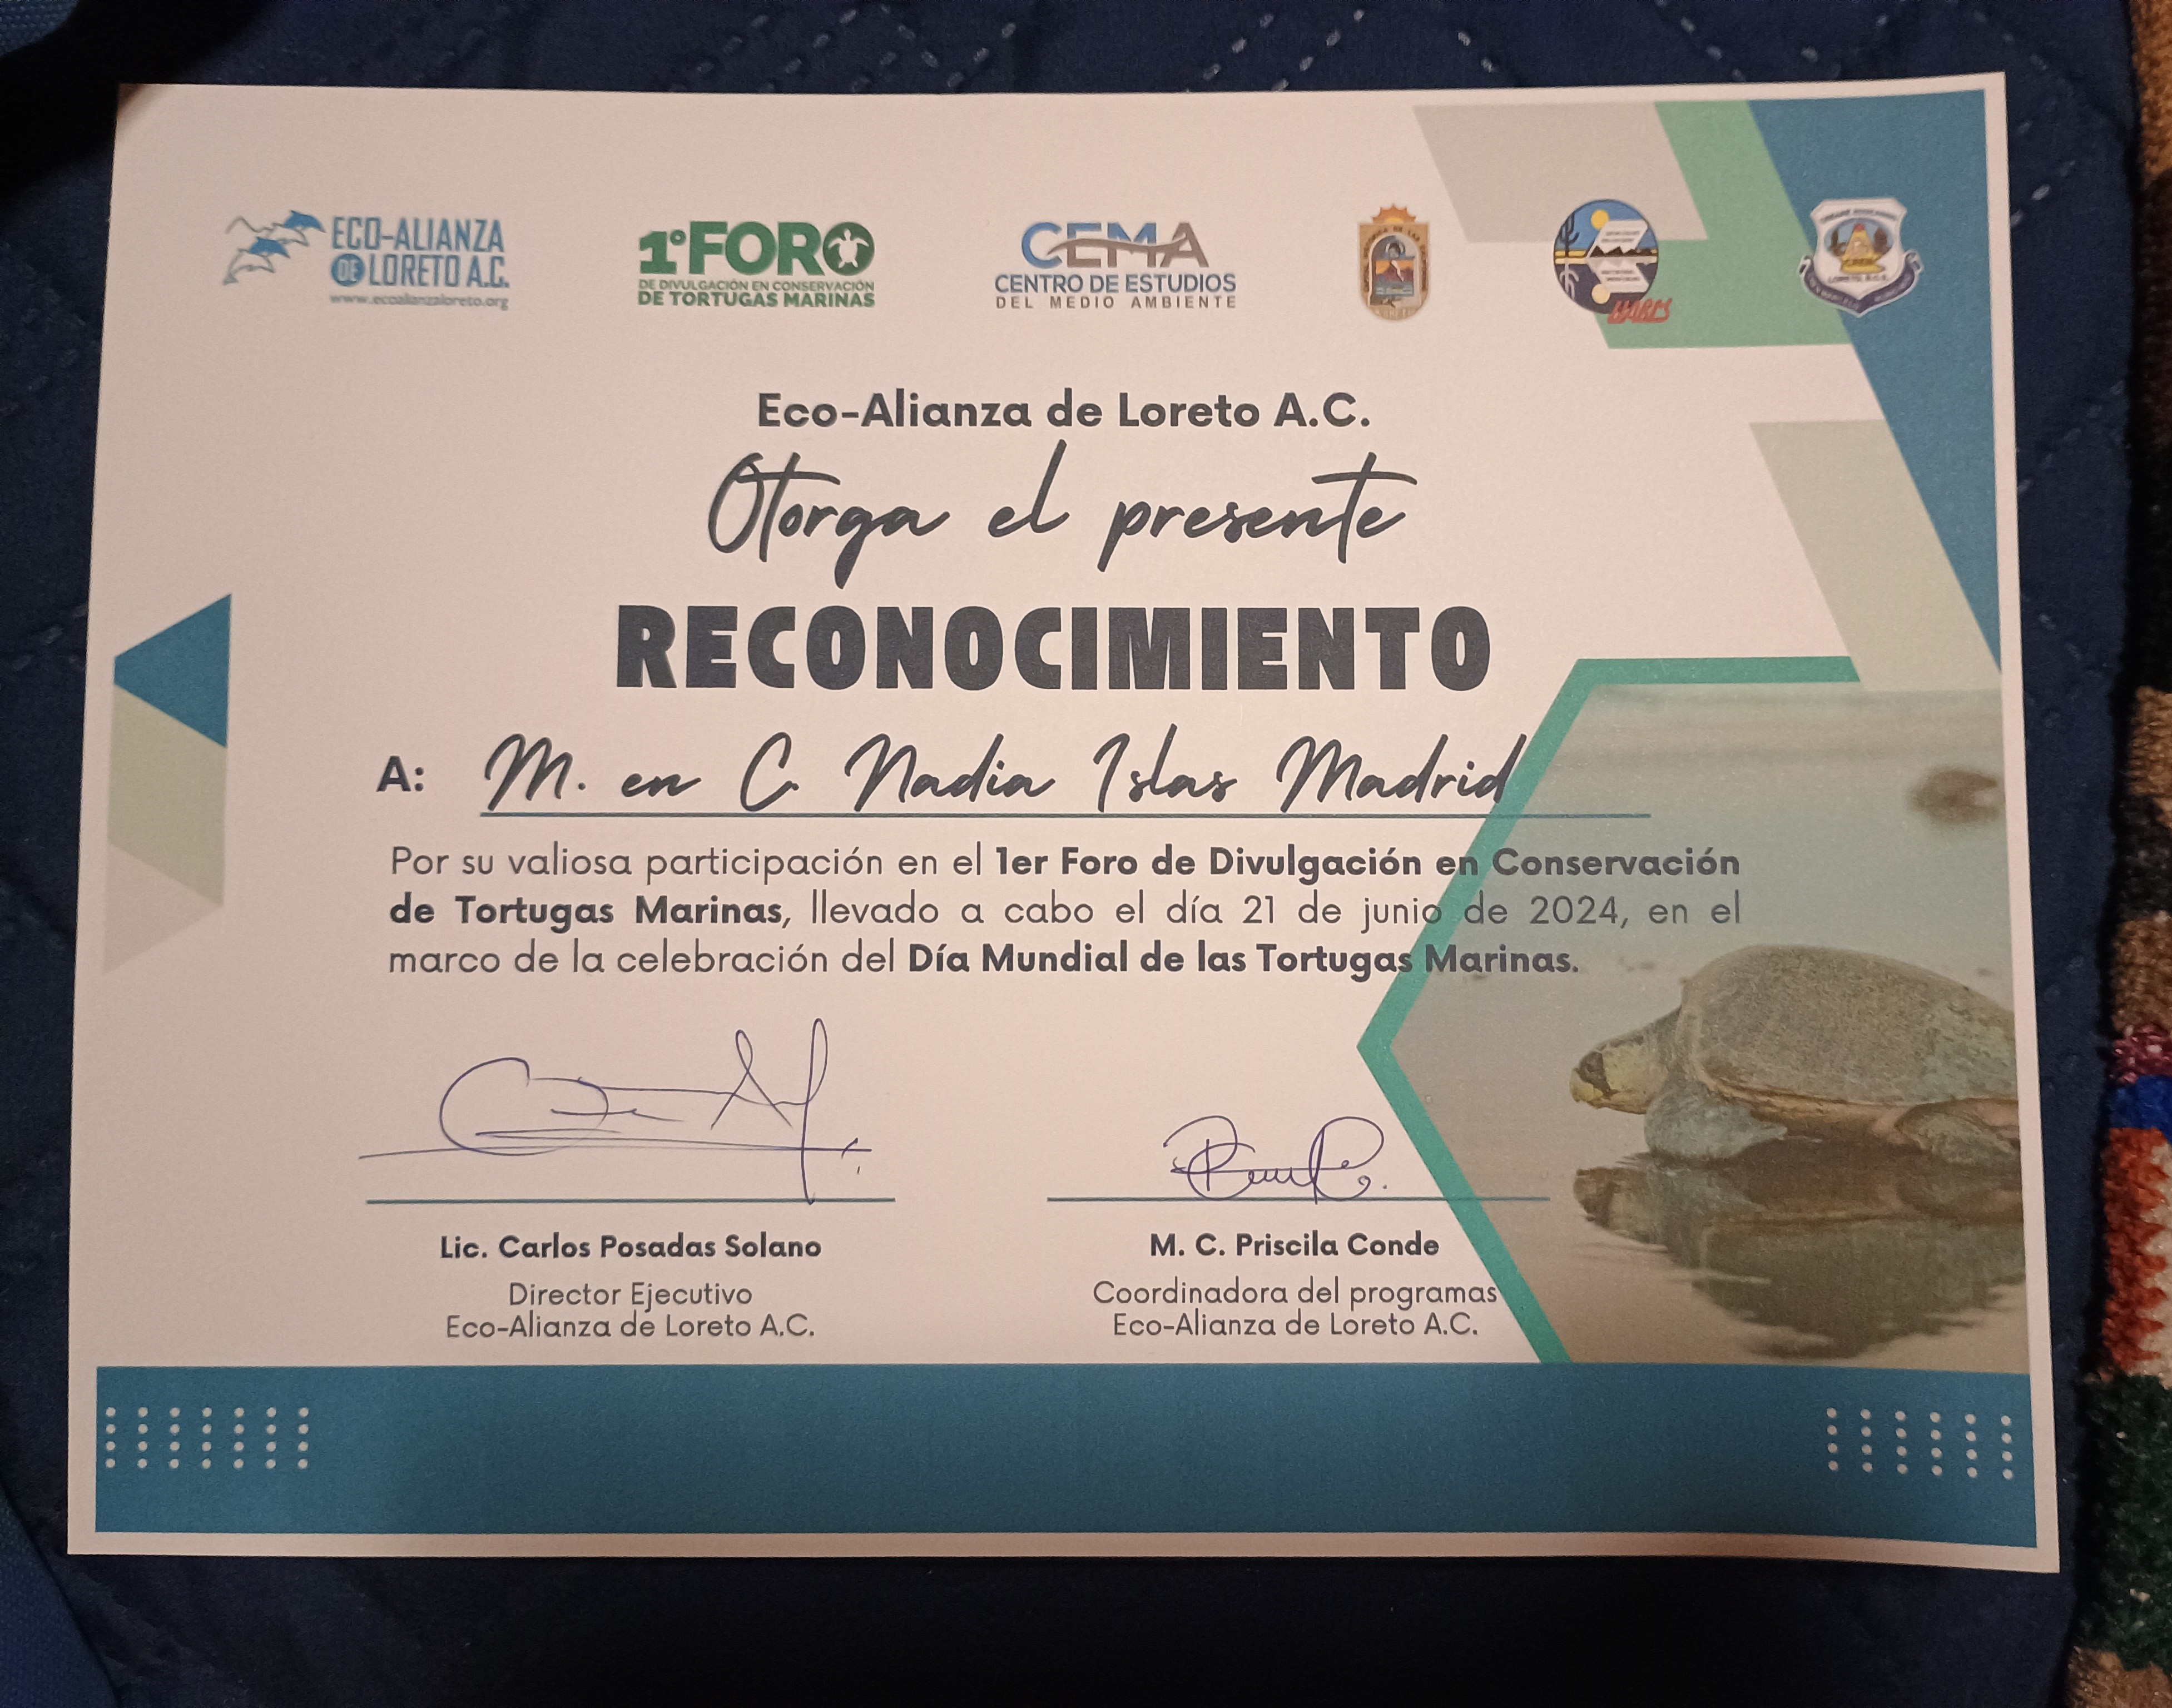 ECO-ALIANZA
DE LORETO A.C.
www.ecoalianzaloreto.org
1°FORO
DE DIVULGACIÓN EN CONSERVACIÓN
DE TORTUGAS MARINAS
CEMA
CENTRO DE ESTUDIOS
DEL MEDIO AMBIENTE
Eco-Alianza de Loreto A.C.
Otorga el presente
RECONOCIMIENTO
A: M. en C. Nadia Islas Madrid
Por su valiosa participación en el 1er Foro de Divulgación en Conservación
de Tortugas Marinas, llevado a cabo el día 21 de junio de 2024, en el
marco de la celebración del Día Mundial de las Tortugas Marinas.
Lic. Carlos Posadas Solano
Director Ejecutivo
Eco-Alianza de Loreto A.C.
M. C. Priscila Conde
Coordinadora del programas
Eco-Alianza de Loreto A.C.